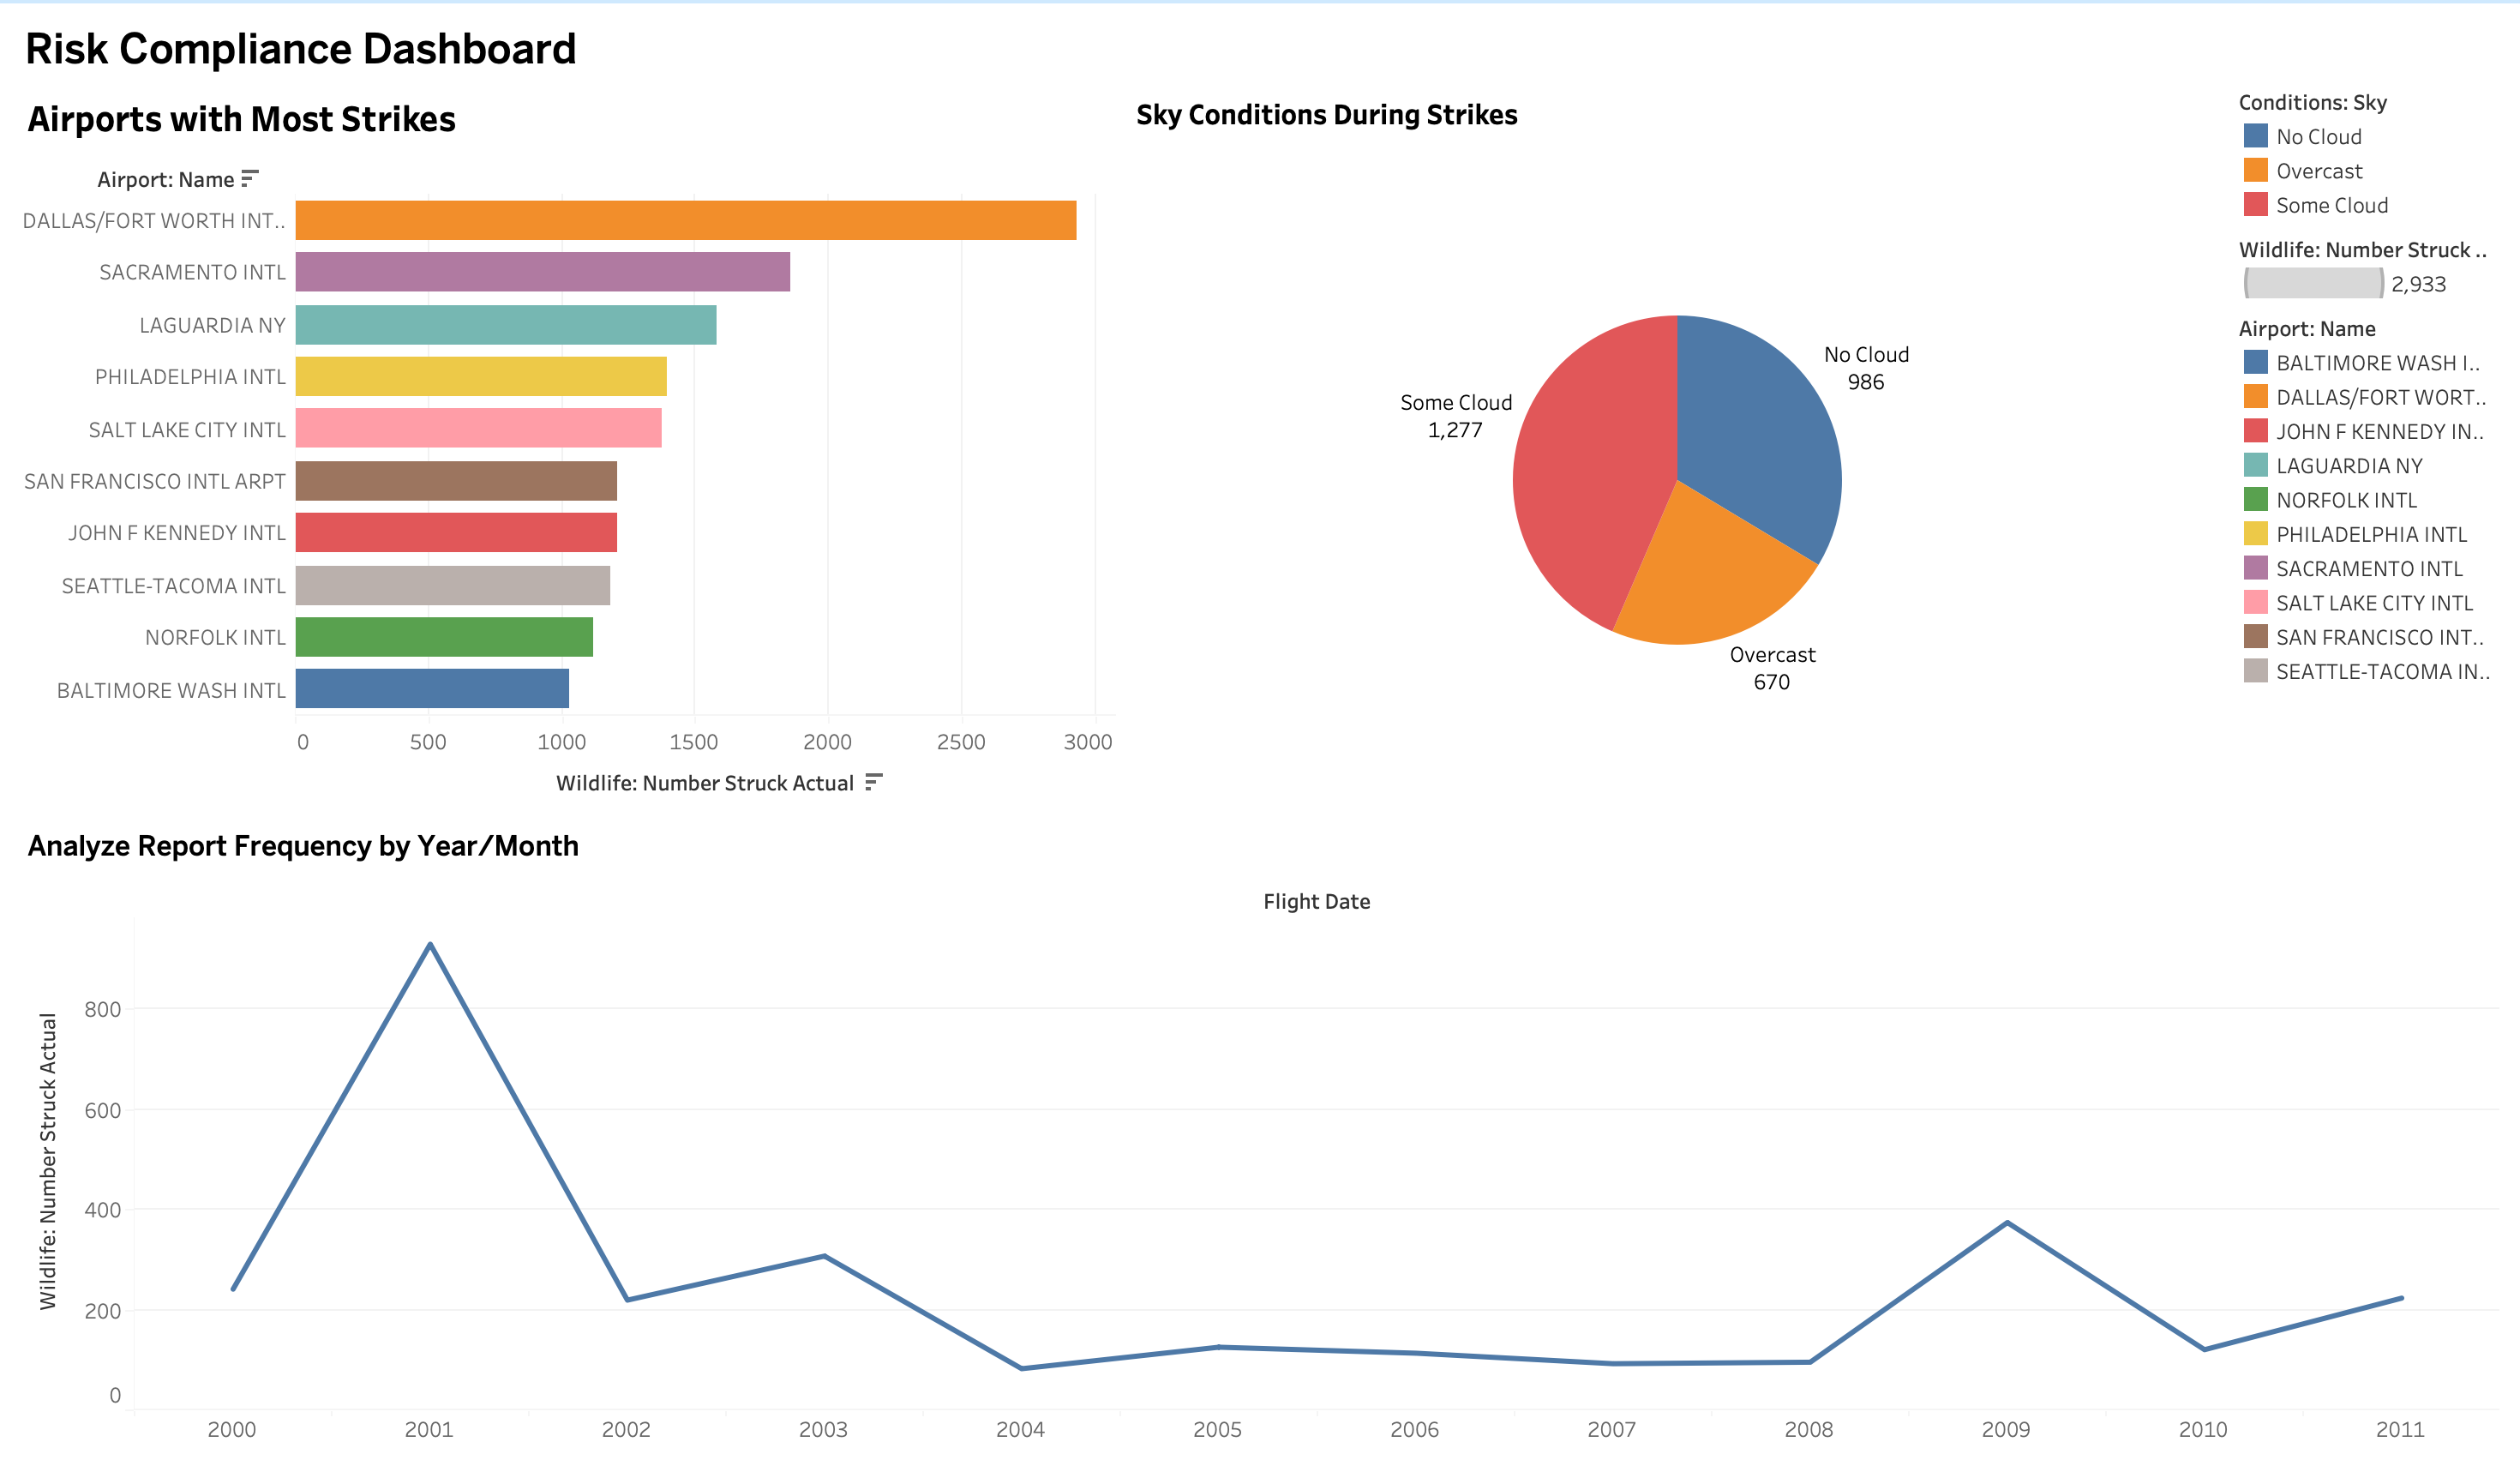 Risk Compliance Dashboard
Airports with Most Strikes
Airport: Name
DALLAS/FORT WORTH INT..
SACRAMENTO INTL
LAGUARDIA NY
PHILADELPHIA INTL
SALT LAKE CITY INTL
SAN FRANCISCO INTL ARPT
JOHN F KENNEDY INTL
SEATTLE-TACOMA INTL
NORFOLK INTL
BALTIMORE WASH INTL
0 500 1000 1500 2000 2500 3000
Wildlife: Number Struck Actual
Sky Conditions During Strikes
No Cloud
986
Some Cloud
1,277
Overcast
670
Conditions: Sky
No Cloud
Overcast
Some Cloud
Wildlife: Number Struck ..
2,933
Airport: Name
BALTIMORE WASH I..
DALLAS/FORT WORT..
JOHN F KENNEDY IN..
LAGUARDIA NY
NORFOLK INTL
PHILADELPHIA INTL
SACRAMENTO INTL
SALT LAKE CITY INTL
SAN FRANCISCO INT..
SEATTLE-TACOMA IN..
Analyze Report Frequency by Year/Month
Flight Date
Wildlife: Number Struck Actual
800
600
400
200
0
2000 2001 2002 2003 2004 2005 2006 2007 2008 2009 2010 2011